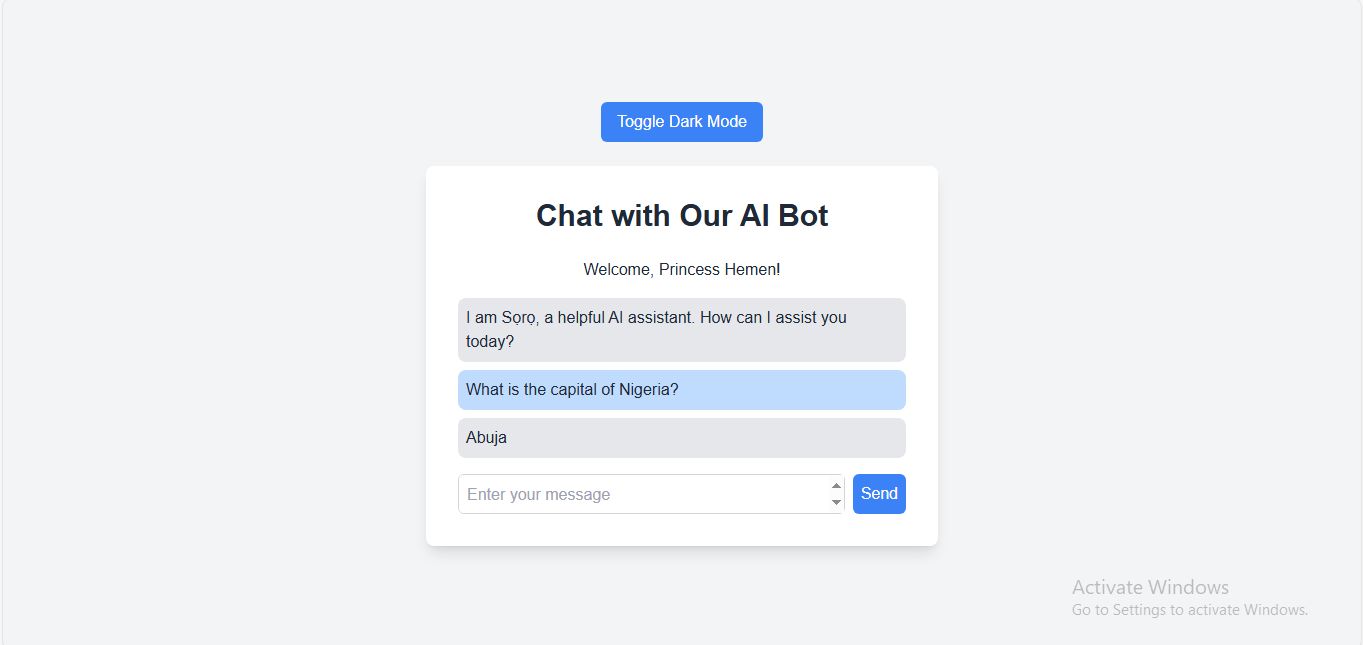 Toggle Dark Mode
Chat with Our AI Bot
Welcome, Princess Hemen!
I am Sọrọ, a helpful AI assistant. How can I assist you
today?
What is the capital of Nigeria?
Abuja
Enter your message
Send
Activate Windows
Go to Settings to activate Windows.